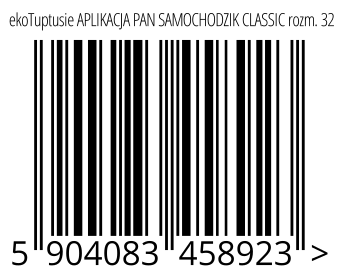 ekoTuptusie APLIKACJA PAN SAMOCHODZIK CLASSIC rozm. 32
5 904083 458923 >